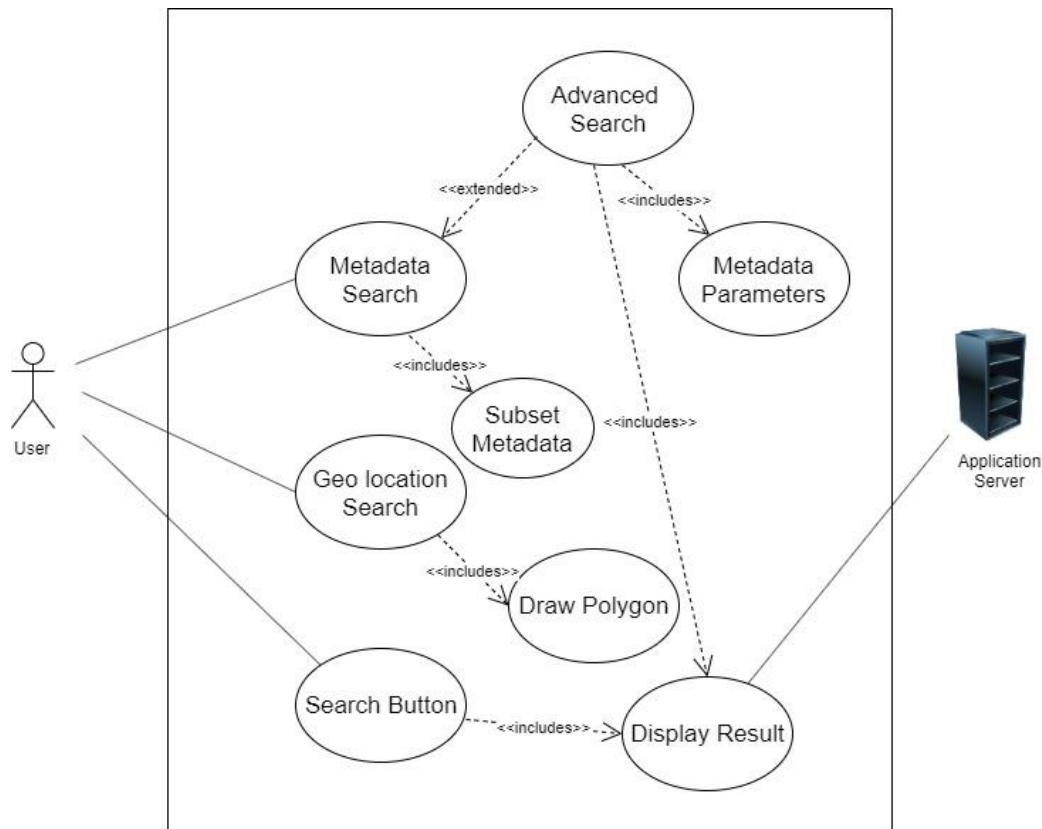 Advanced
Search
<<extended>>
<<includes>>
Metadata
Search
Metadata
Parameters
<<includes>>
Subset
Metadata
<<includes>>
User
Application
Server
Geo location
Search
<<includes>>
Draw Polygon
Search Button
<<includes>>
Display Result